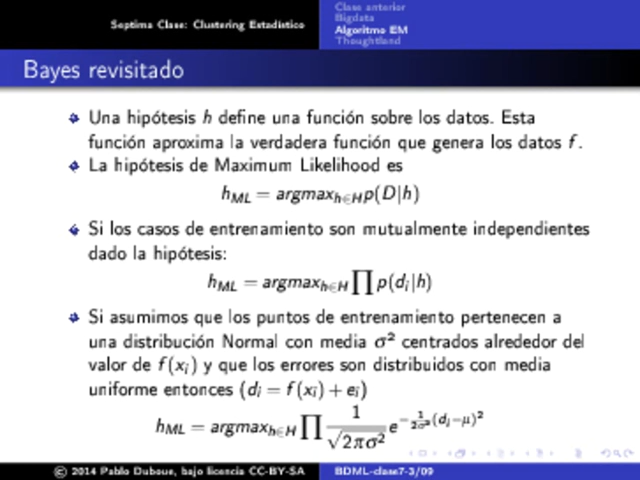 Septima Clase: Clustering Estadístico
Clase anterior
Bigdata
Algoritmo EM
Thoughtland
Bayes revisitado
Una hipótesis h define una función sobre los datos. Esta
función aproxima la verdadera función que genera los datos f.
La hipótesis de Maximum Likelihood es
h_ML = argmax_{h∈H} p(D|h)
Si los casos de entrenamiento son mutualmente independientes
dado la hipótesis:
h_ML = argmax_{h∈H} ∏ p(d_i|h)
Si asumimos que los puntos de entrenamiento pertenecen a
una distribución Normal con media σ² centrados alrededor del
valor de f(x_i) y que los errores son distribuidos con media
uniforme entonces (d_i = f(x_i) + e_i)
h_ML = argmax_{h∈H} ∏ 1/√(2πσ²) e^{−1/(2σ²) (d_i−μ)²}
© 2014 Pablo Duboue, bajo licencia CC-BY-SA
BDML-clase7-3/09